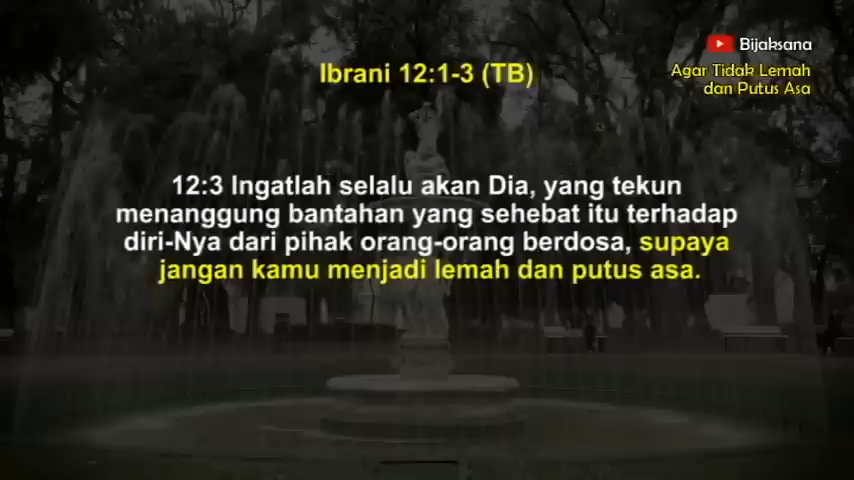 Bijaksana
Agar Tidak Lemah
dan Putus Asa
Ibrani 12:1-3 (TB)
12:3 Ingatlah selalu akan Dia, yang tekun
menanggung bantahan yang sehebat itu terhadap
diri-Nya dari pihak orang-orang berdosa, supaya
jangan kamu menjadi lemah dan putus asa.